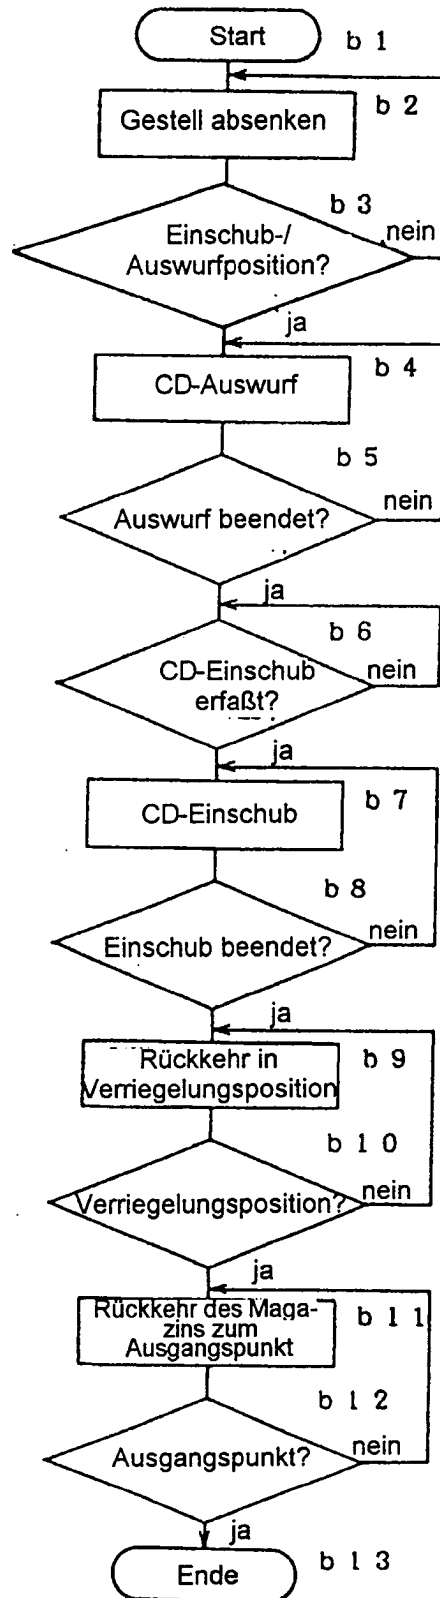 Start
b 1
b 2
Gestell absenken
b 3
nein
Einschub-/
Auswurfposition?
ja
b 4
CD-Auswurf
b 5
nein
Auswurf beendet?
ja
b 6
CD-Einschub
nein
erfaßt?
ja
b 7
CD-Einschub
b 8
nein
Einschub beendet?
ja
Rückkehr in
b 9
Verriegelungsposition
b 1 0
nein
Verriegelungsposition?
ja
Rückkehr des Maga-
b 1 1
zins zum
Ausgangspunkt
b 1 2
nein
Ausgangspunkt?
ja
Ende
b 1 3